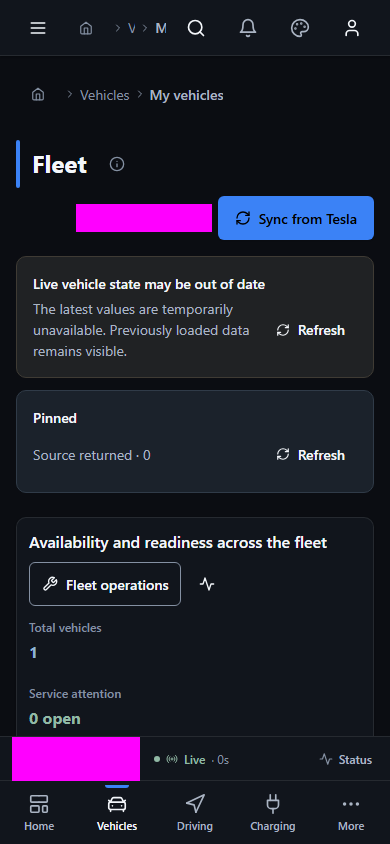 V M
Vehicles My vehicles
Fleet
Sync from Tesla
Live vehicle state may be out of date
The latest values are temporarily
unavailable. Previously loaded data
remains visible.
Refresh
Pinned
Source returned · 0
Refresh
Availability and readiness across the fleet
Fleet operations
Total vehicles
1
Service attention
0 open
Live · 0s
Status
Home
Vehicles
Driving
Charging
More